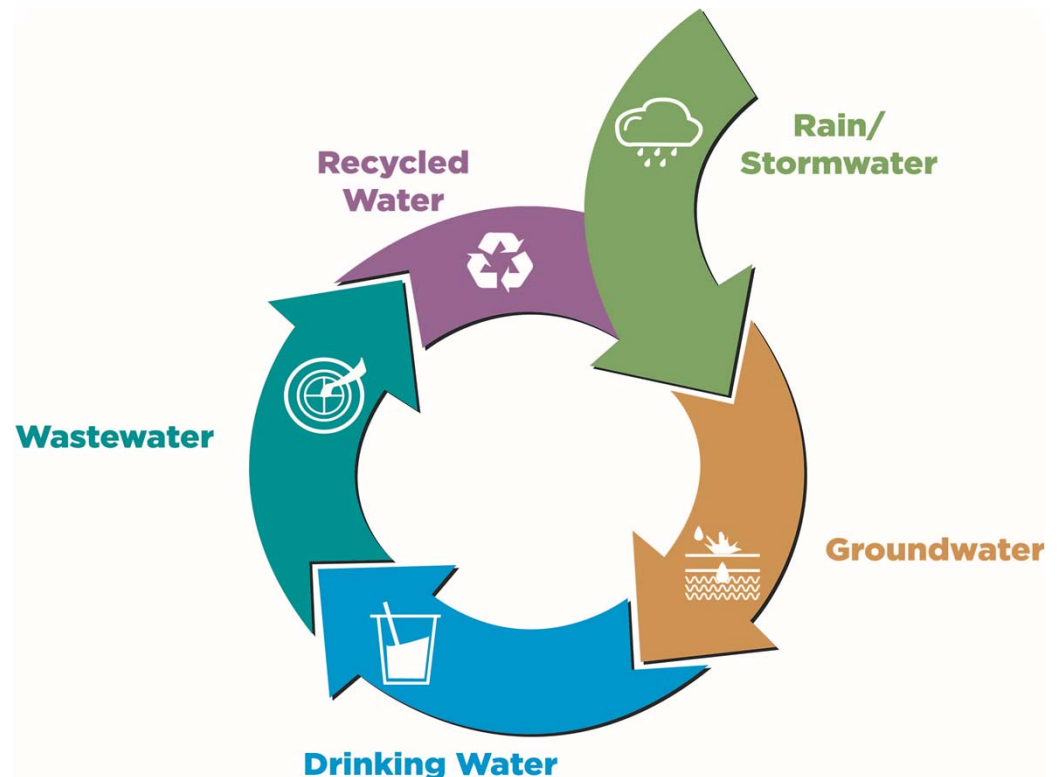 Rain/
Stormwater
Recycled
Water
Wastewater
Groundwater
Drinking Water